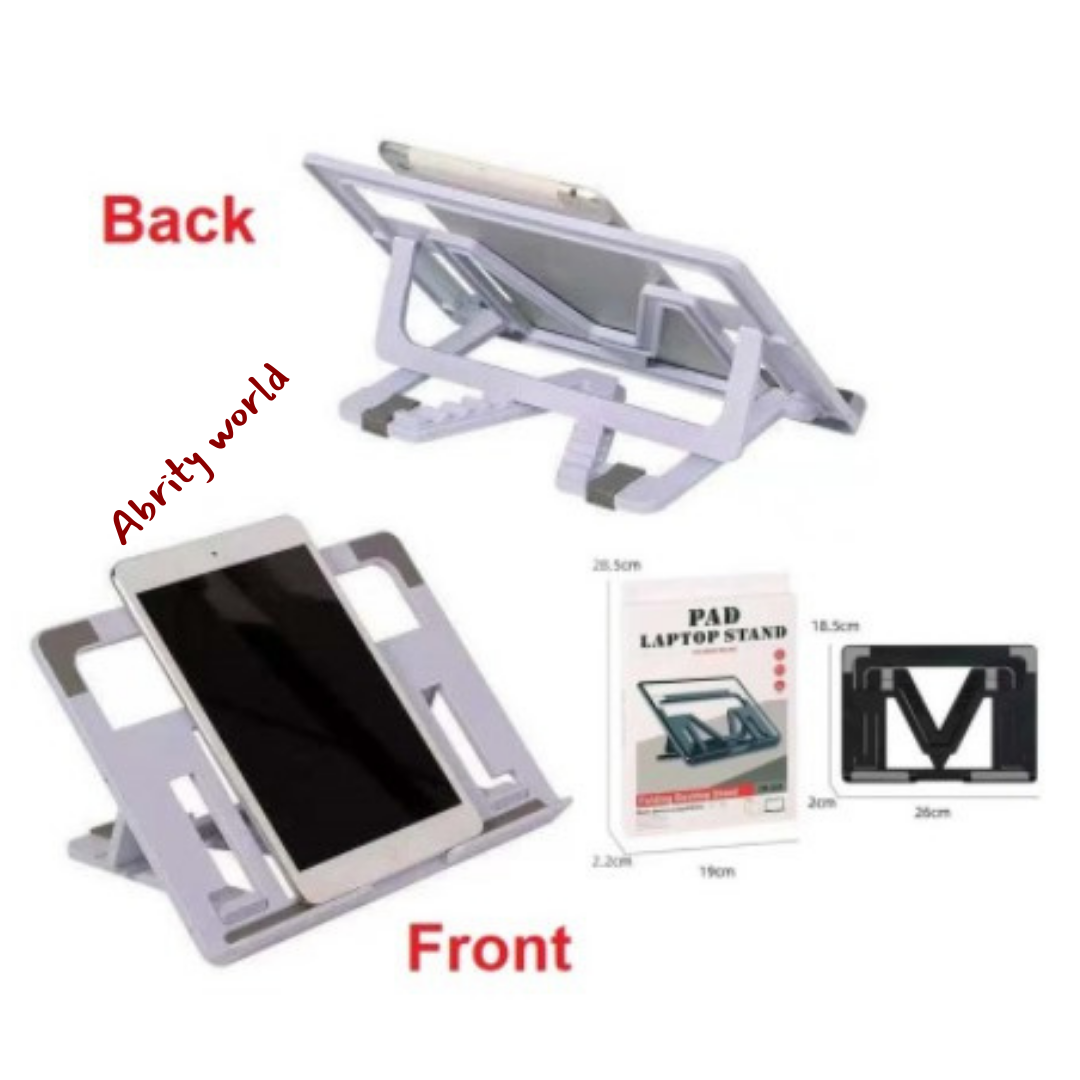 Back
Abrity world
28.5cm
PAD
LAPTOP STAND
18.5cm
Folding Desktop Stand
2cm
26cm
2.2cm
19cm
Front